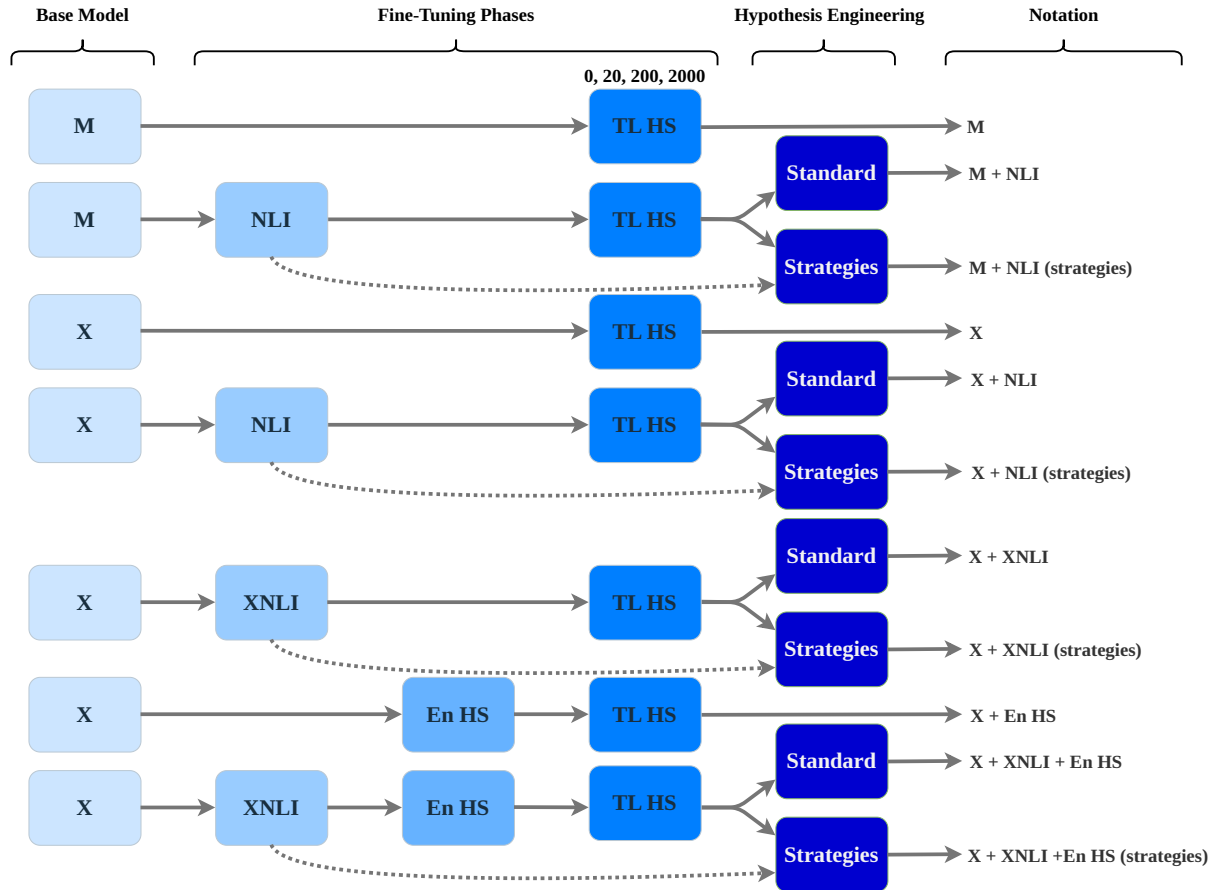 Base Model
Fine-Tuning Phases
Hypothesis Engineering
Notation
0, 20, 200, 2000
M
TL HS
M
Standard
M + NLI
M
NLI
TL HS
Strategies
M + NLI (strategies)
X
TL HS
X
Standard
X + NLI
X
NLI
TL HS
Strategies
X + NLI (strategies)
Standard
X + XNLI
X
XNLI
TL HS
Strategies
X + XNLI (strategies)
X
En HS
TL HS
X + En HS
Standard
X + XNLI + En HS
X
XNLI
En HS
TL HS
Strategies
X + XNLI +En HS (strategies)